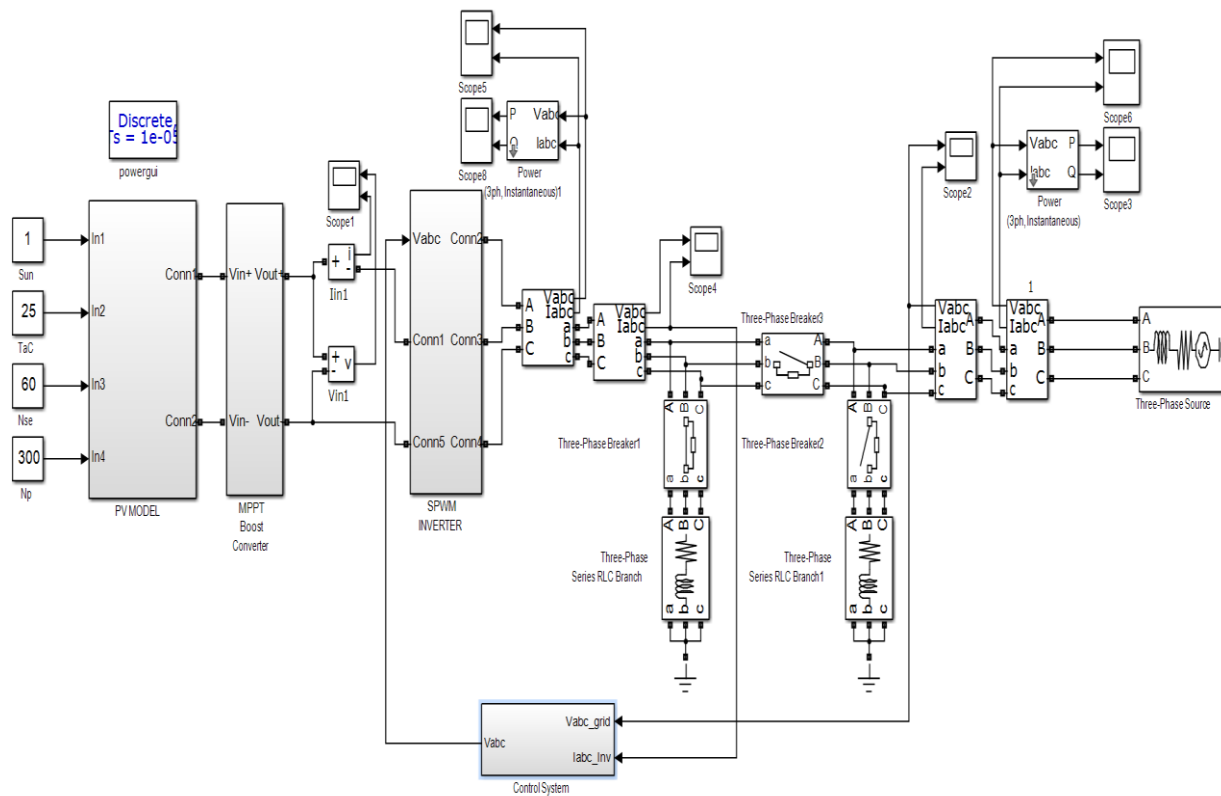 Discrete,
s = 1e-05
powergui
1
Sun
25
TaC
60
Nse
300
Np
In1
In2
In3
In4
Conn1
Conn2
PV MODEL
Vin+ Vout+
Vin- Vout-
MPPT
Boost
Converter
Scope1
+ i
-
Iin1
+ v
-
Vin1
Scope5
Scope8
P Vabc
Q Iabc
Power
(3ph, Instantaneous)1
Vabc Conn2
Conn1 Conn3
Conn5 Conn4
SPWM
INVERTER
Vabc
Iabc
A a
B b
C c
Vabc
Iabc
A a
B b
C c
Scope4
Three-Phase Breaker3
a A
b B
c C
Three-Phase Breaker1
A B C
a b c
Three-Phase
Series RLC Branch
A B C
a b c
Three-Phase Breaker2
A B C
a b c
Three-Phase
Series RLC Branch1
A B C
a b c
Scope2
Scope6
Vabc P
Iabc Q
Power
(3ph, Instantaneous)
Scope3
Vabc
Iabc
a A
b B
c C
1
Vabc
Iabc
a A
b B
c C
A
B
C
Three-Phase Source
Vabc
Vabc_grid
Iabc_Inv
Control System